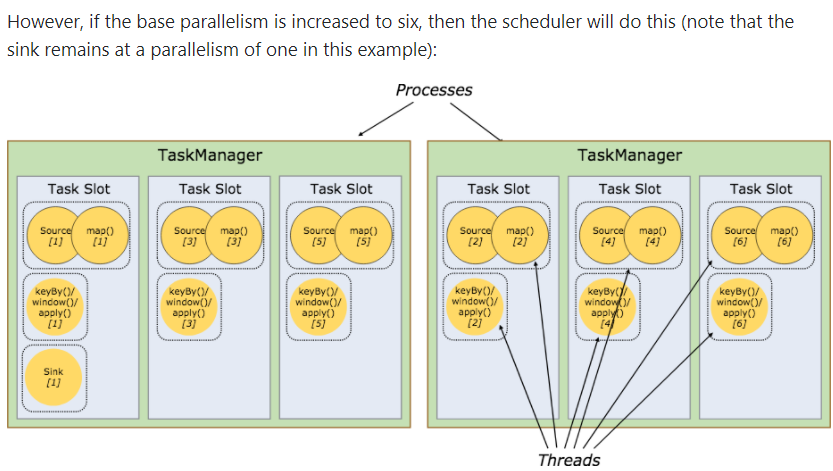 However, if the base parallelism is increased to six, then the scheduler will do this (note that the
sink remains at a parallelism of one in this example):
Processes
TaskManager
Task Slot
Source
[1]
map()
[1]
keyBy()/
window()/
apply()
[1]
Sink
[1]
Task Slot
Source
[3]
map()
[3]
keyBy()/
window()/
apply()
[3]
Task Slot
Source
[5]
map()
[5]
keyBy()/
window()/
apply()
[5]
TaskManager
Task Slot
Source
[2]
map()
[2]
keyBy()/
window()/
apply()
[2]
Task Slot
Source
[4]
map()
[4]
keyBy()/
window()/
apply()
[4]
Task Slot
Source
[6]
map()
[6]
keyBy()/
window()/
apply()
[6]
Threads